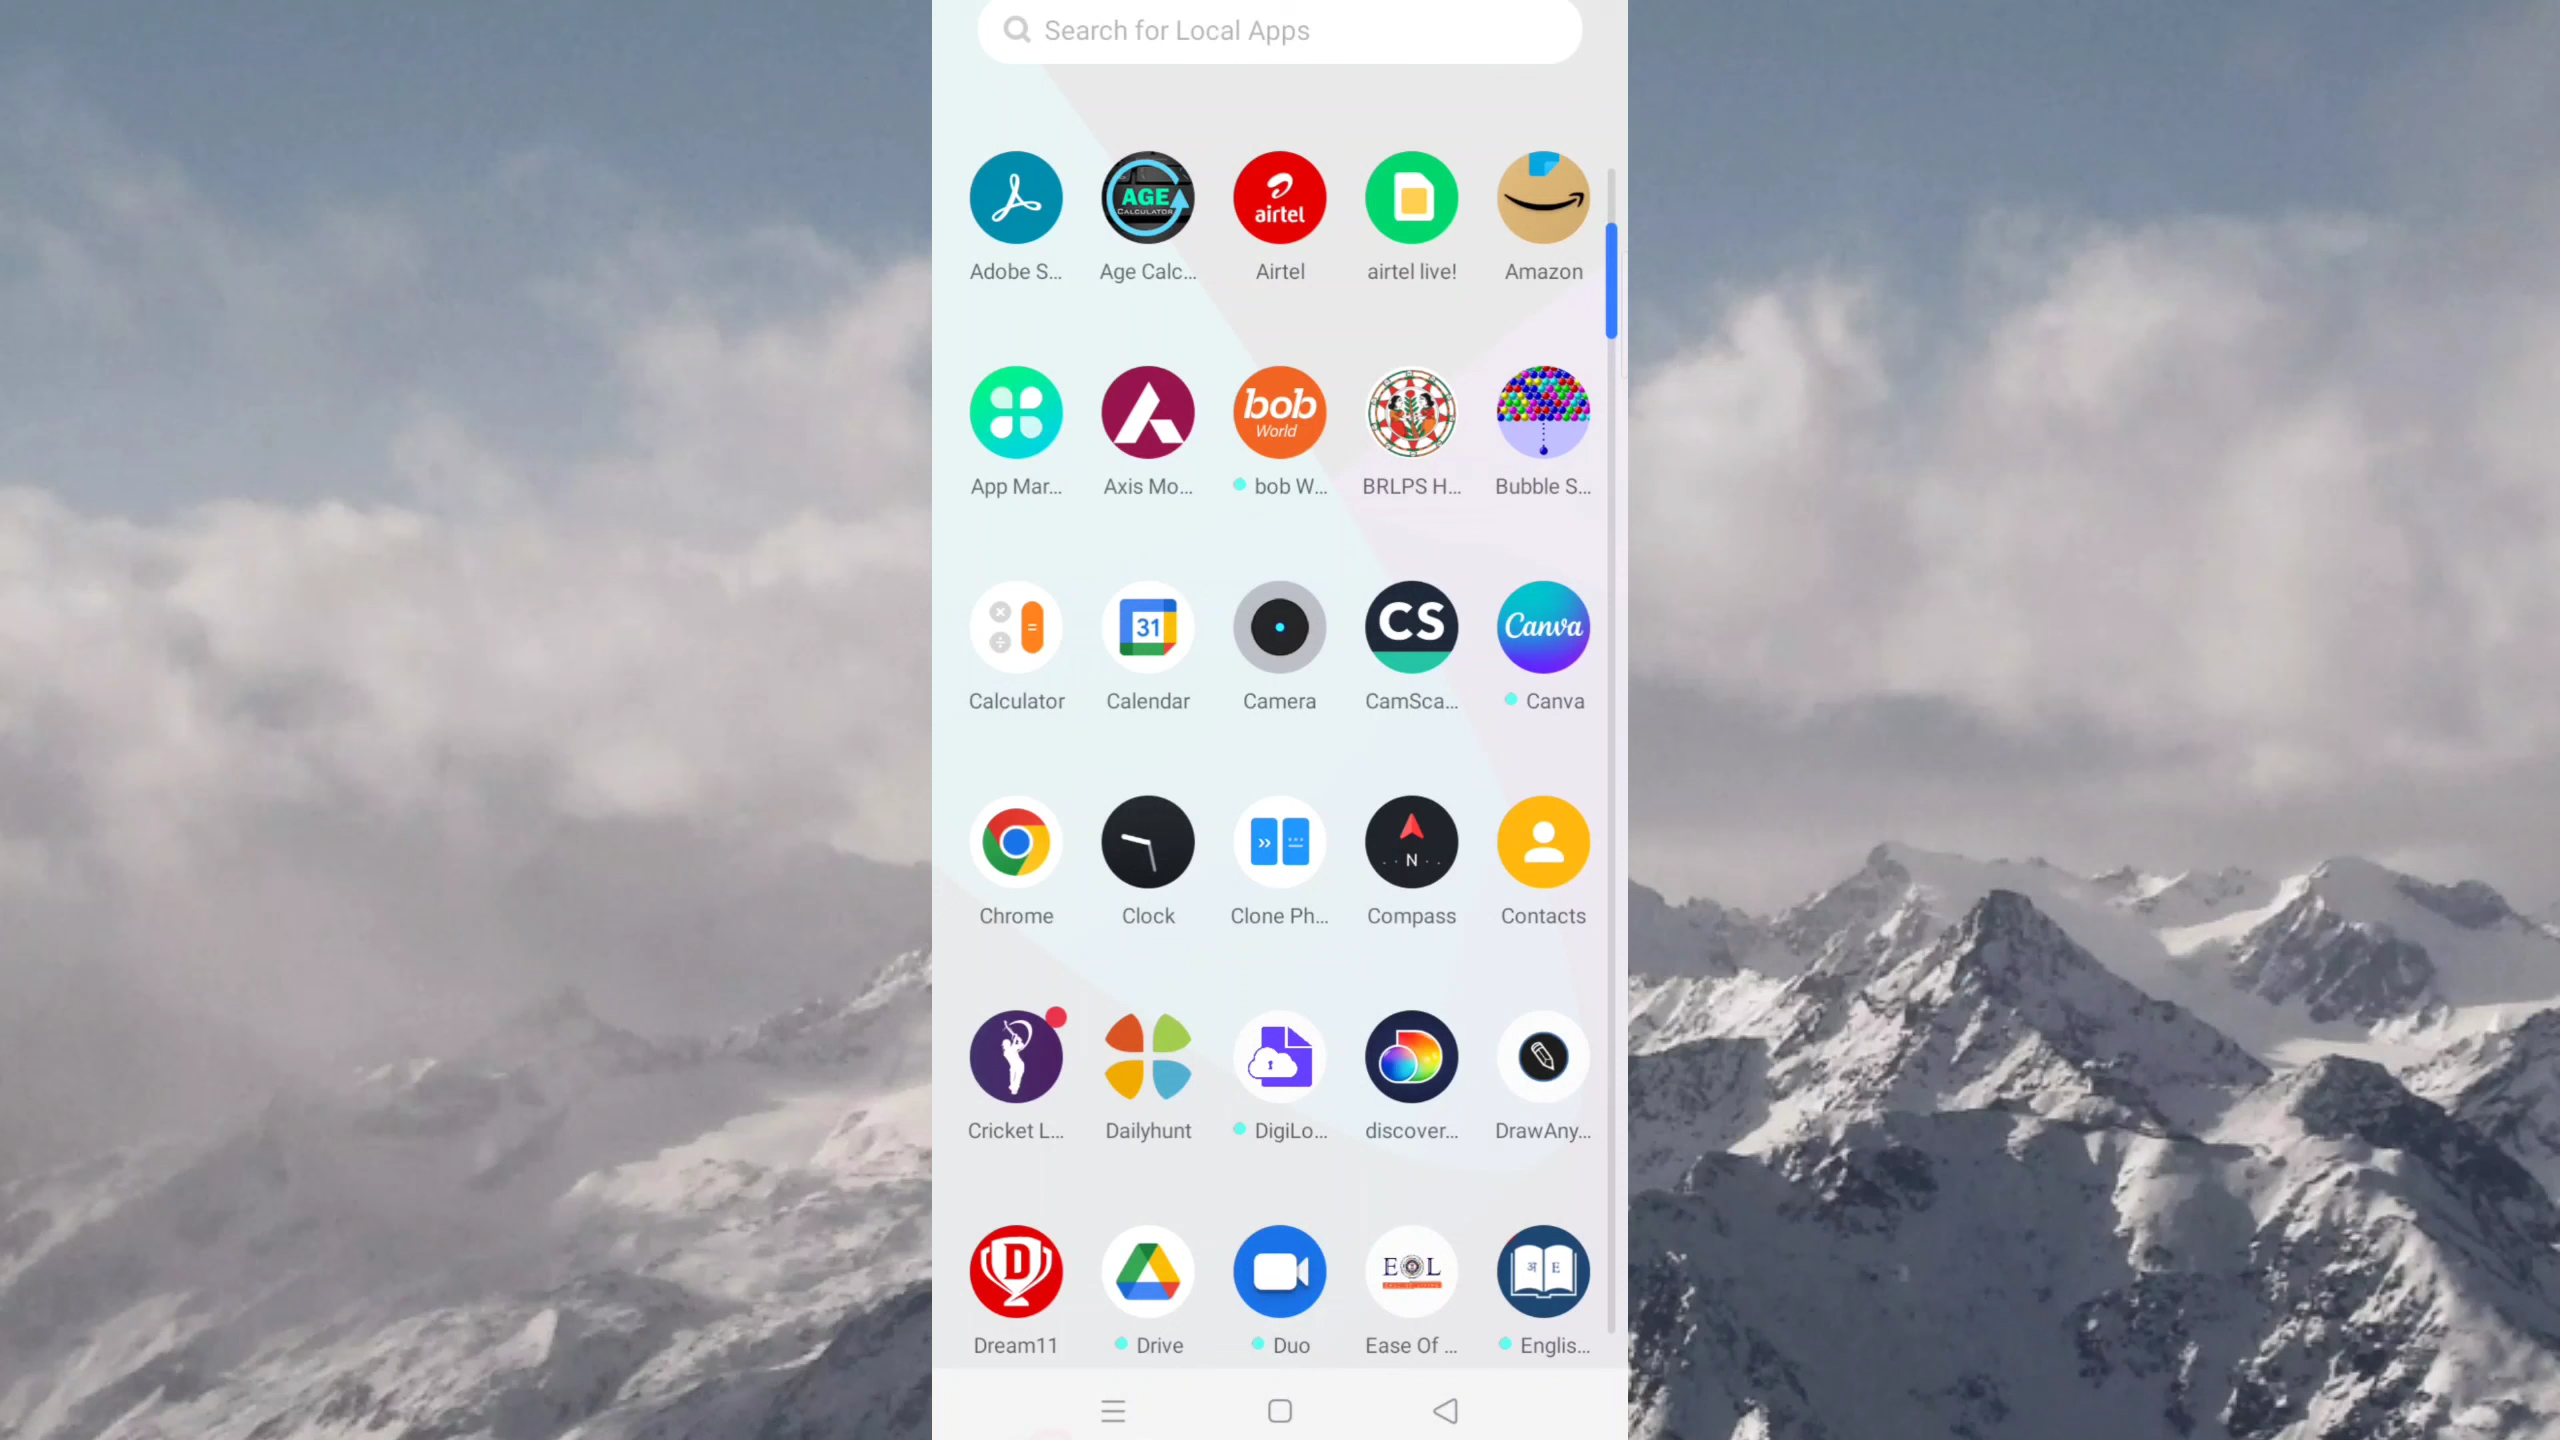 Search for Local Apps
AGE
CALCULATOR
airtel
Adobe S...
Age Calc...
Airtel
airtel live!
Amazon
bob
World
App Mar...
Axis Mo...
bob W...
BRLPS H...
Bubble S...
31
CS
Canva
Calculator
Calendar
Camera
CamSca...
Canva
N
Chrome
Clock
Clone Ph...
Compass
Contacts
Cricket L...
Dailyhunt
DigiLo...
discover...
DrawAny...
D
E L
अ E
Dream11
Drive
Duo
Ease Of ...
Englis...